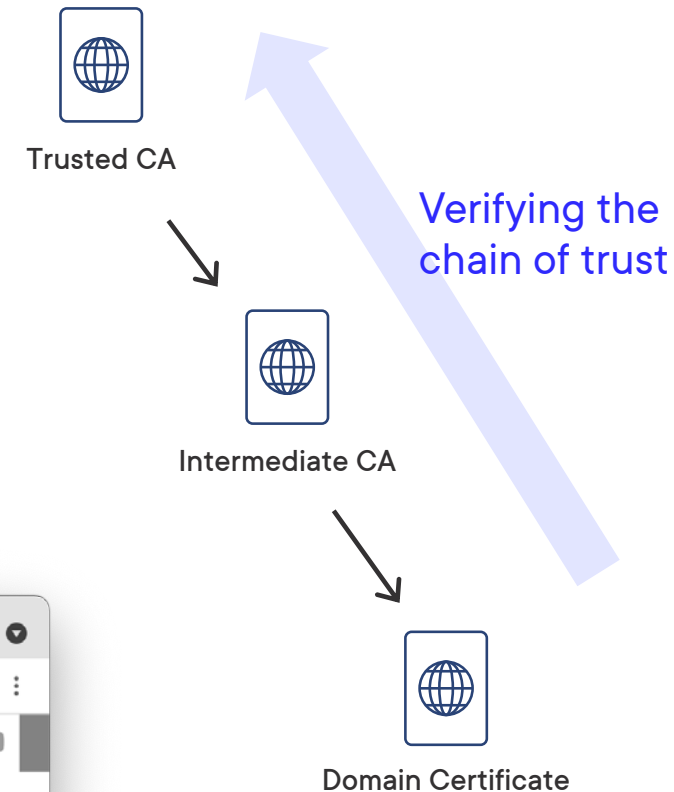 Trusted CA
Verifying the
chain of trust
Intermediate CA
Domain Certificate